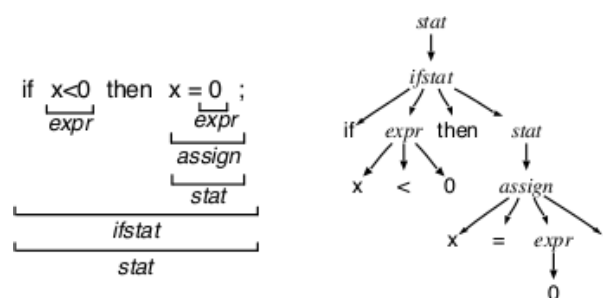 if x<0 then x = 0 ;
expr expr
assign
stat
ifstat
stat
stat
ifstat
if expr then stat
x < 0 assign
x = expr
0